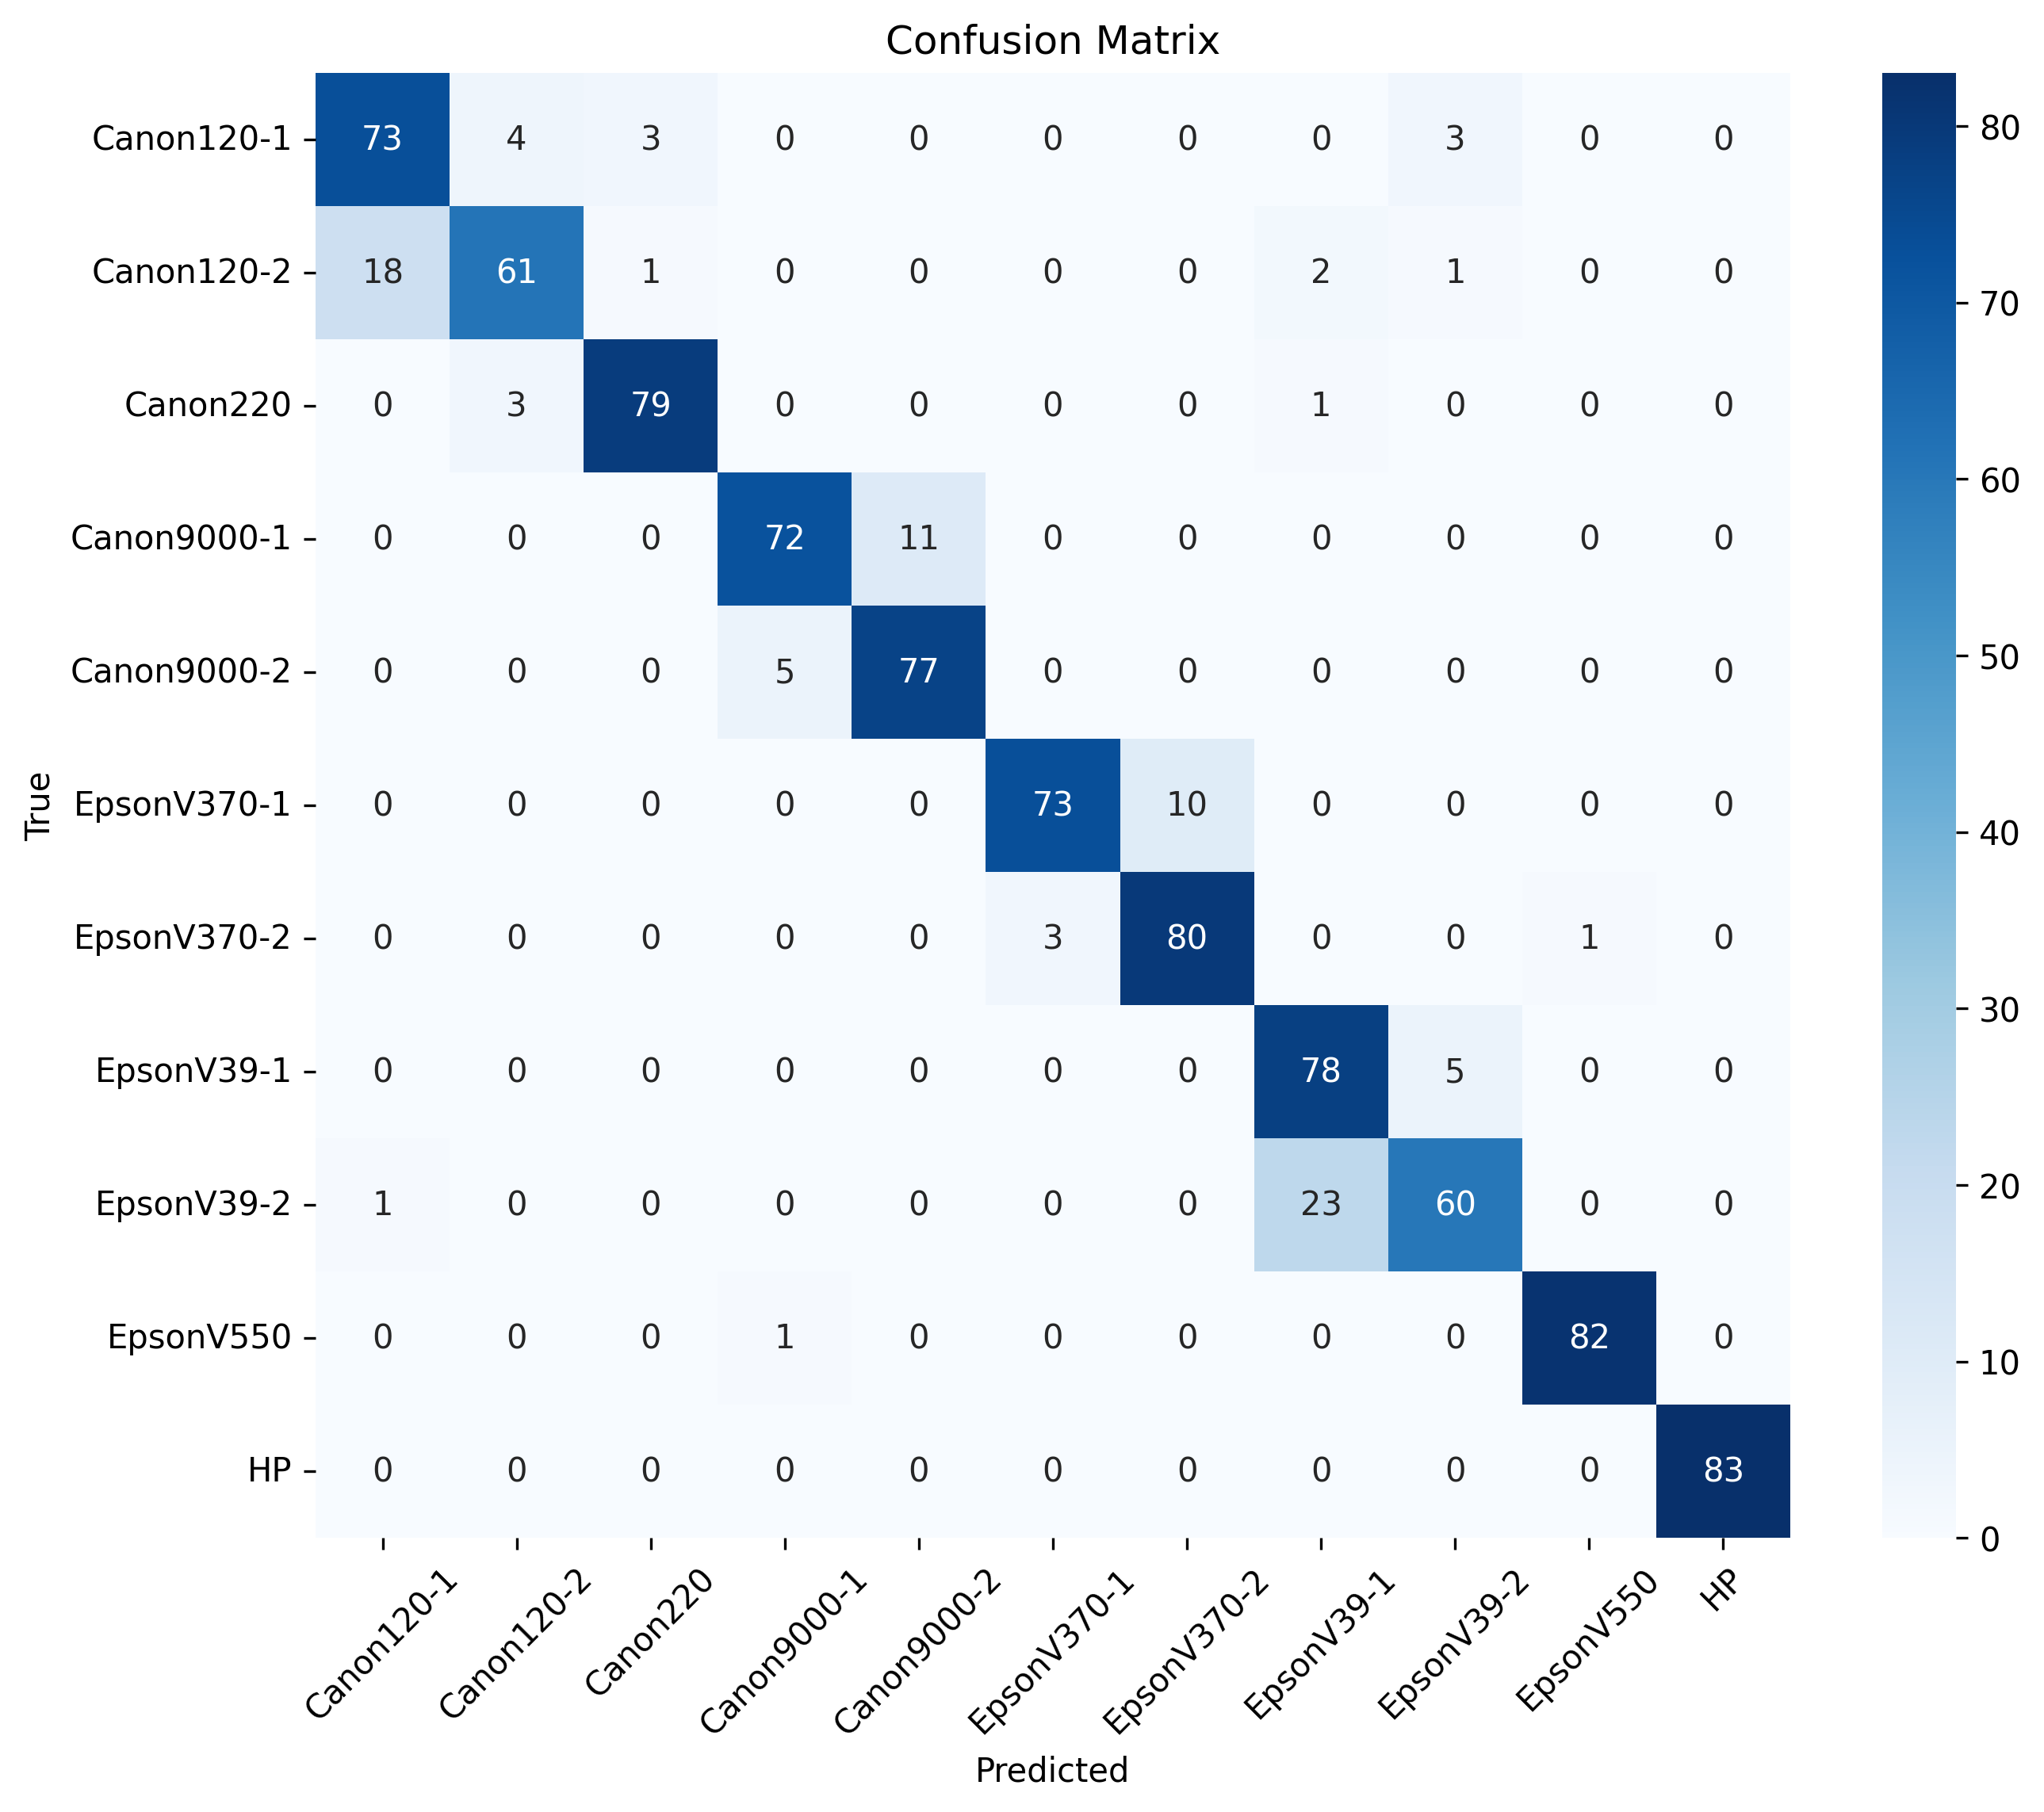 Confusion Matrix
Canon120-1 73 4 3 0 0 0 0 0 3 0 0
Canon120-2 18 61 1 0 0 0 0 2 1 0 0
Canon220 0 3 79 0 0 0 0 1 0 0 0
Canon9000-1 0 0 0 72 11 0 0 0 0 0 0
Canon9000-2 0 0 0 5 77 0 0 0 0 0 0
EpsonV370-1 0 0 0 0 0 73 10 0 0 0 0
EpsonV370-2 0 0 0 0 0 3 80 0 0 1 0
EpsonV39-1 0 0 0 0 0 0 0 78 5 0 0
EpsonV39-2 1 0 0 0 0 0 0 23 60 0 0
EpsonV550 0 0 0 1 0 0 0 0 0 82 0
HP 0 0 0 0 0 0 0 0 0 0 83
True
Canon120-1 Canon120-2 Canon220 Canon9000-1 Canon9000-2 EpsonV370-1 EpsonV370-2 EpsonV39-1 EpsonV39-2 EpsonV550 HP
Predicted
80
70
60
50
40
30
20
10
0